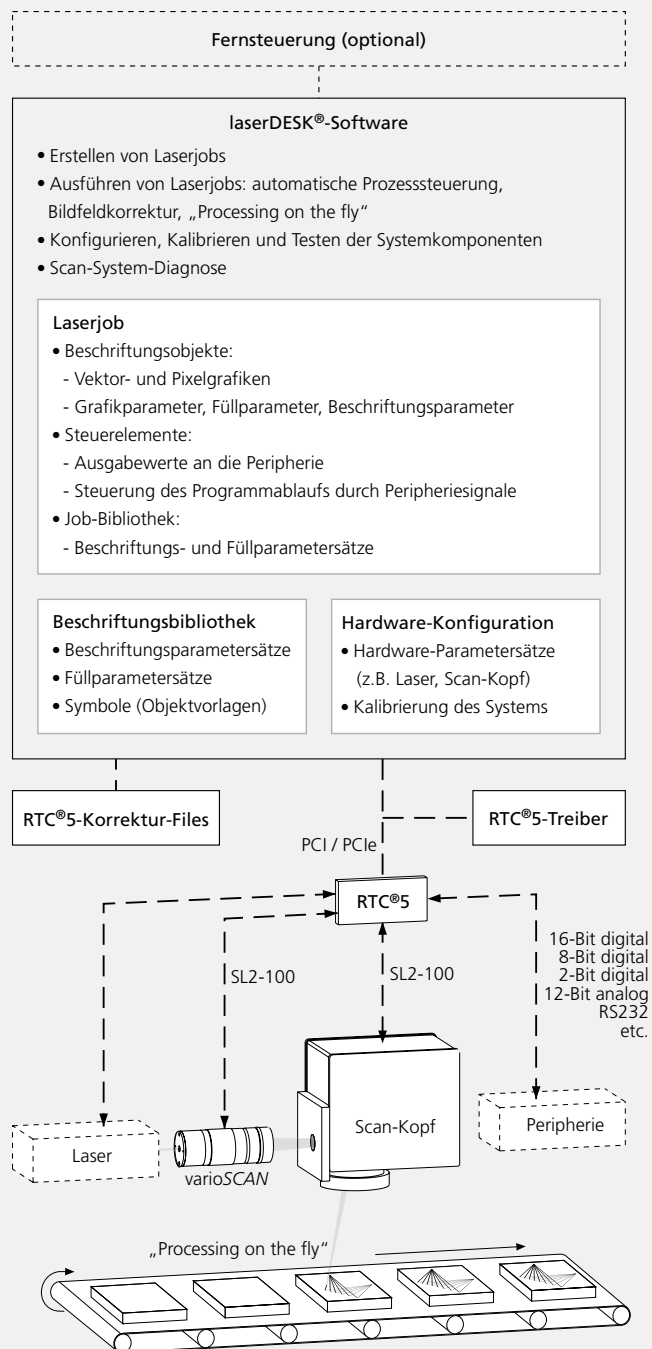 Fernsteuerung (optional)
laserDESK®-Software
• Erstellen von Laserjobs
• Ausführen von Laserjobs: automatische Prozesssteuerung,
Bildfeldkorrektur, „Processing on the fly“
• Konfigurieren, Kalibrieren und Testen der Systemkomponenten
• Scan-System-Diagnose
Laserjob
• Beschriftungsobjekte:
- Vektor- und Pixelgrafiken
- Grafikparameter, Füllparameter, Beschriftungsparameter
• Steuerelemente:
- Ausgabewerte an die Peripherie
- Steuerung des Programmablaufs durch Peripheriesignale
• Job-Bibliothek:
- Beschriftungs- und Füllparametersätze
Beschriftungsbibliothek
• Beschriftungsparametersätze
• Füllparametersätze
• Symbole (Objektvorlagen)
Hardware-Konfiguration
• Hardware-Parametersätze
(z.B. Laser, Scan-Kopf)
• Kalibrierung des Systems
RTC®5-Korrektur-Files
RTC®5-Treiber
PCI / PCIe
RTC®5
SL2-100
SL2-100
16-Bit digital
8-Bit digital
2-Bit digital
12-Bit analog
RS232
etc.
Laser
varioSCAN
Scan-Kopf
Peripherie
„Processing on the fly“